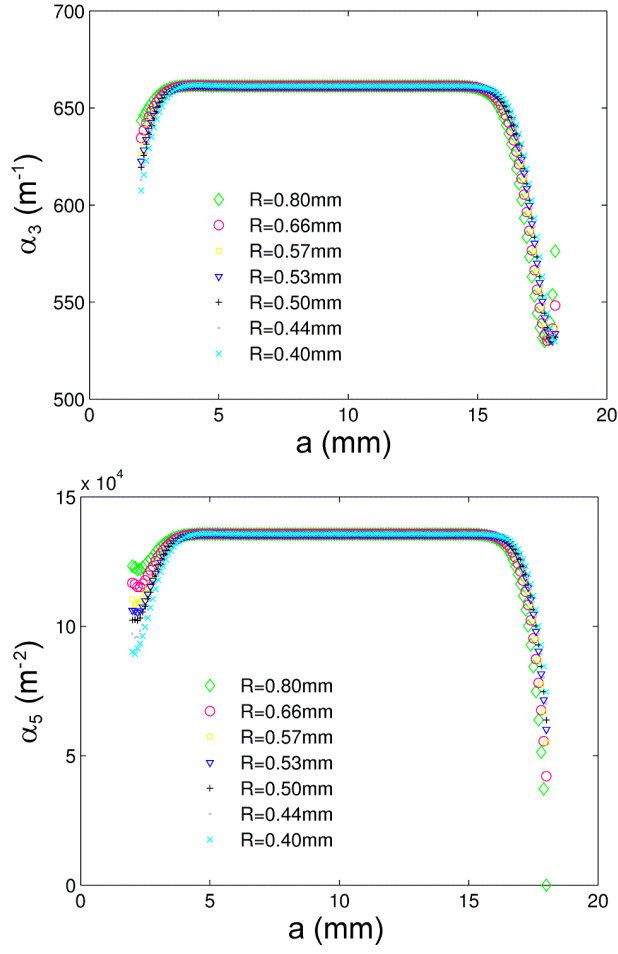 700
650
600
550
500
α3 (m-1)
R=0.80mm
R=0.66mm
R=0.57mm
R=0.53mm
R=0.50mm
R=0.44mm
R=0.40mm
0 5 10 15 20
a (mm)
x 10^4
15
10
5
0
α5 (m-2)
R=0.80mm
R=0.66mm
R=0.57mm
R=0.53mm
R=0.50mm
R=0.44mm
R=0.40mm
0 5 10 15 20
a (mm)